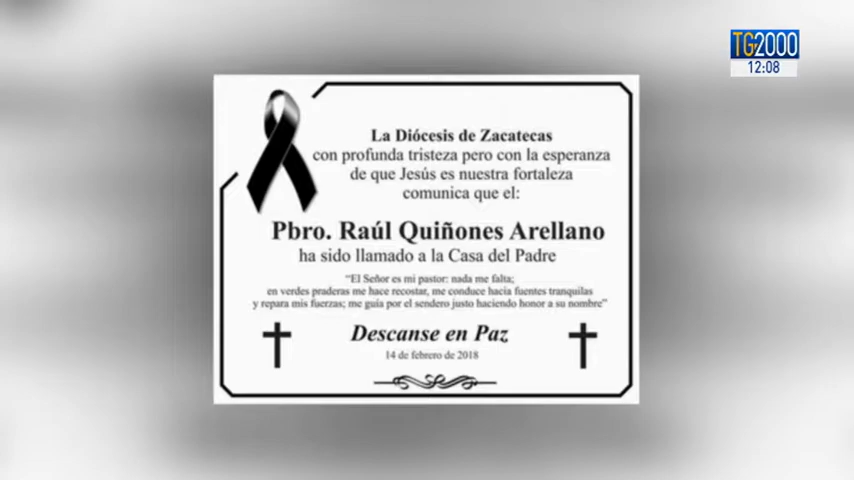 TG2000
12:08
La Diócesis de Zacatecas
con profunda tristeza pero con la esperanza
de que Jesús es nuestra fortaleza
comunica que el:
Pbro. Raúl Quiñones Arellano
ha sido llamado a la Casa del Padre
“El Señor es mi pastor: nada me falta;
en verdes praderas me hace recostar, me conduce hacia fuentes tranquilas
y repara mis fuerzas; me guía por el sendero justo haciendo honor a su nombre”
Descanse en Paz
14 de febrero de 2018